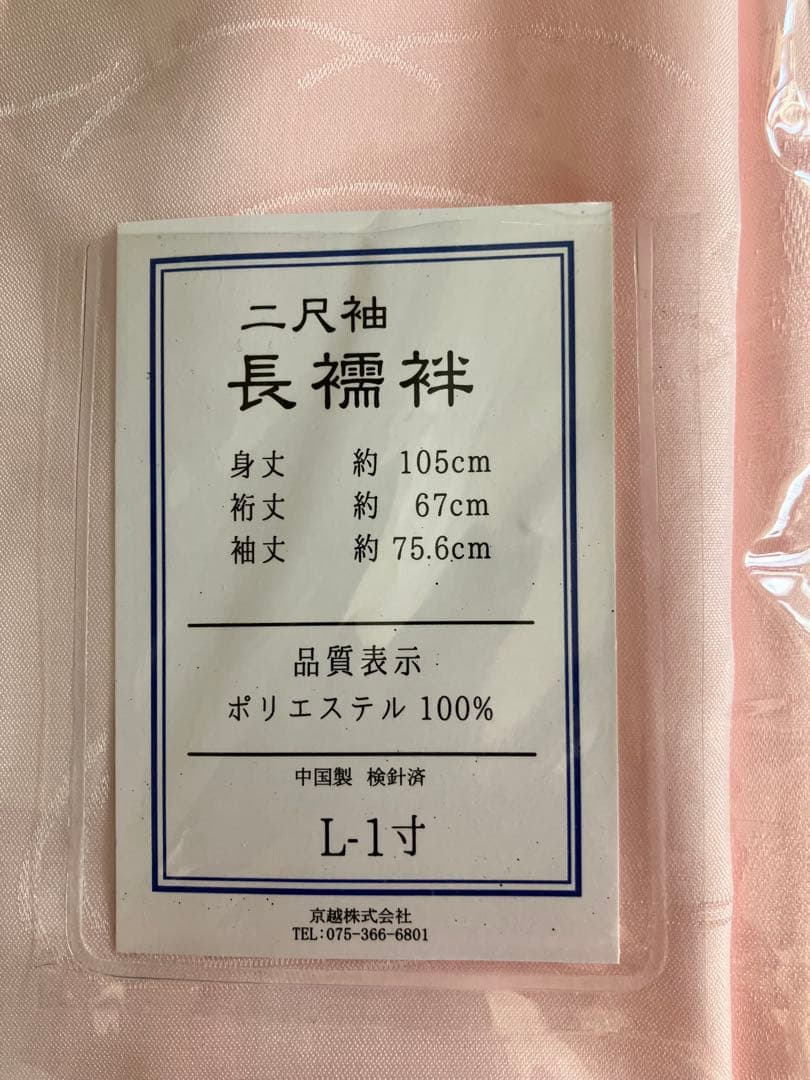 二尺袖
長襦袢
身丈 約 105cm
裄丈 約 67cm
袖丈 約 75.6cm
品質表示
ポリエステル 100%
中国製 検針済
L-1寸
京越株式会社
TEL:075-366-6801